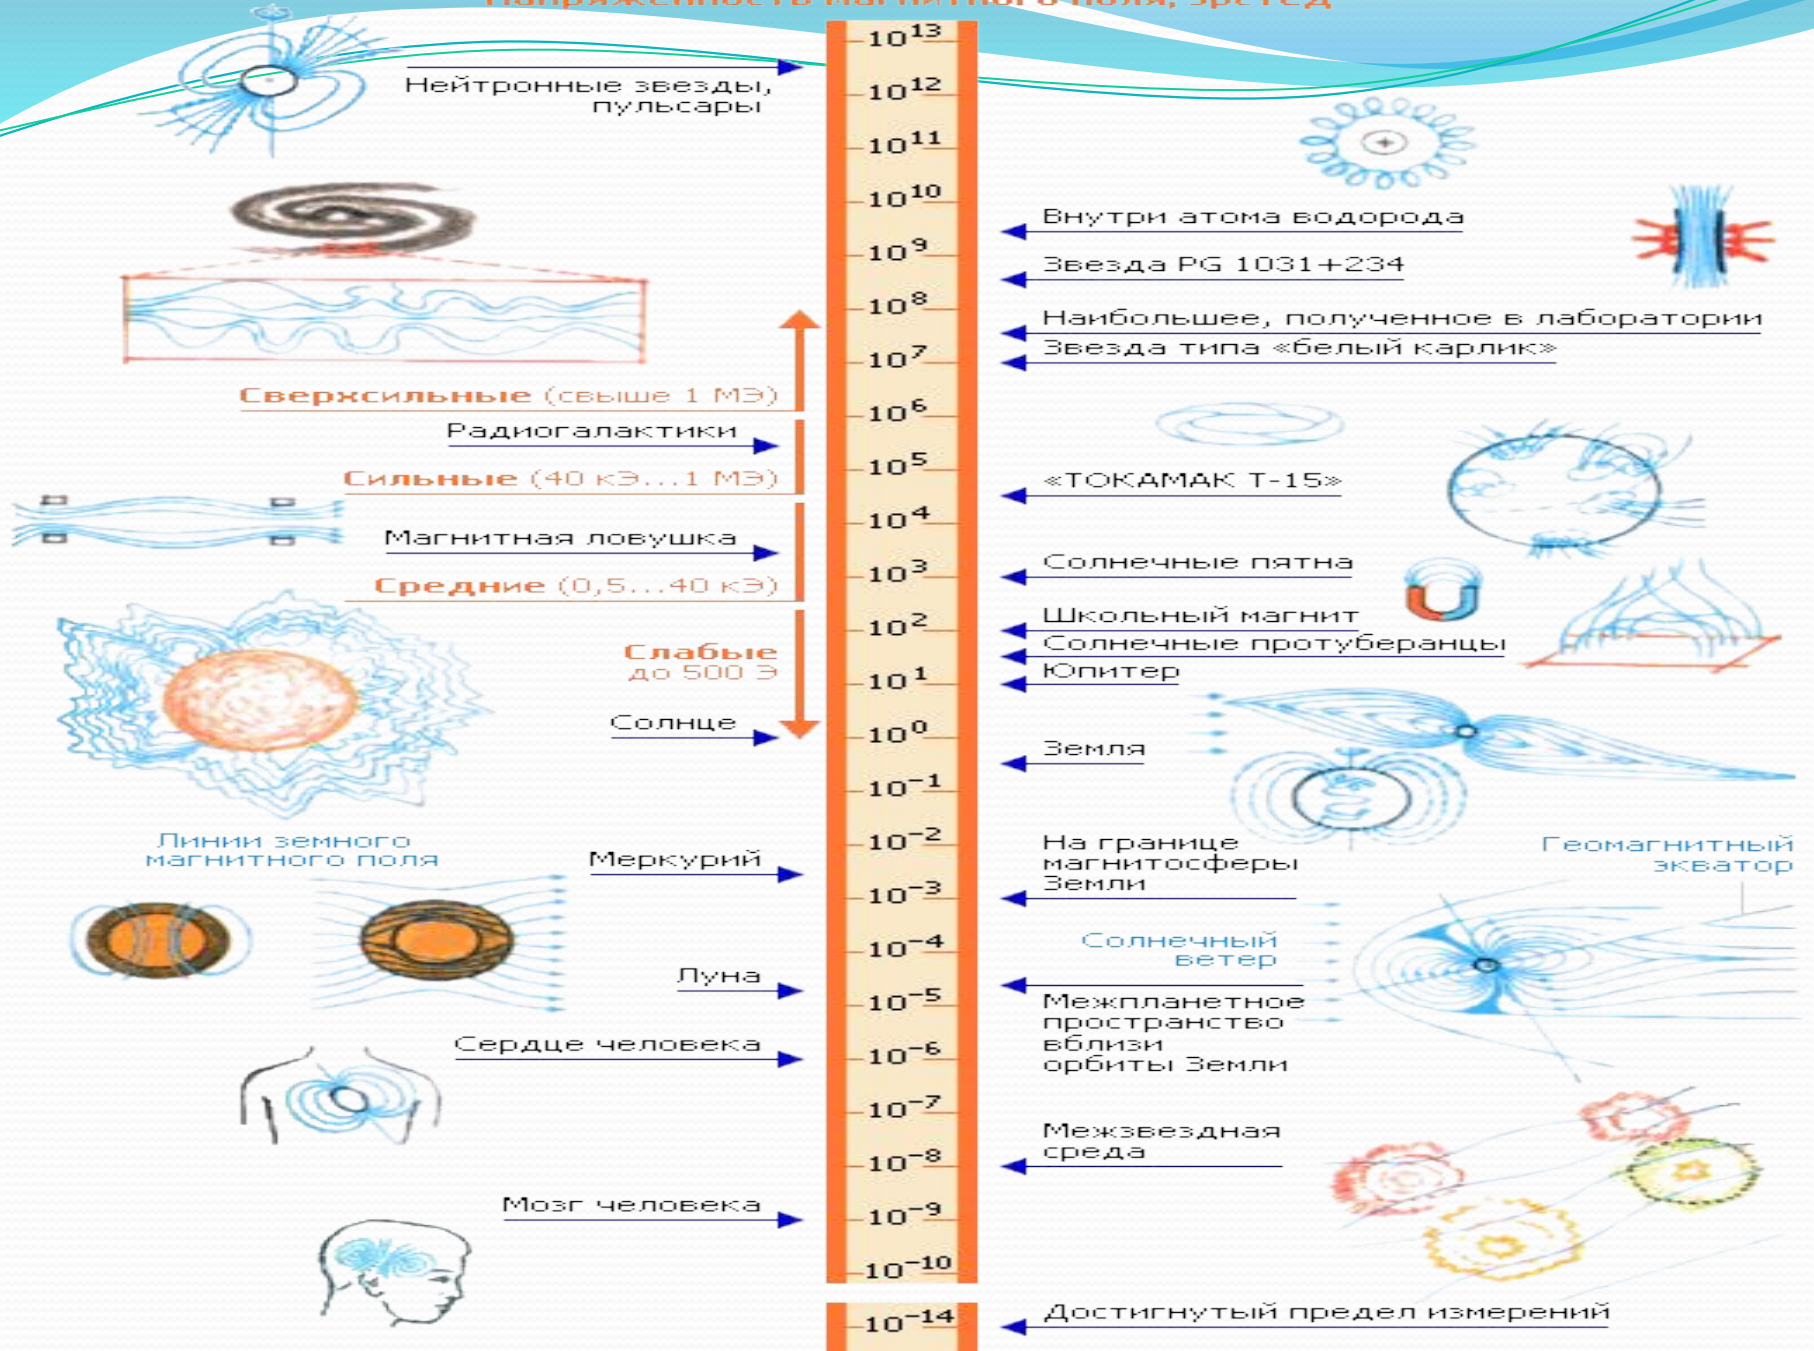 Напряженность магнитного поля, эрстед
10¹³
Нейтронные звезды,
пульсары
10¹²
10¹¹
10¹⁰
Внутри атома водорода
10⁹
Звезда PG 1031+234
10⁸
Наибольшее, полученное в лаборатории
Звезда типа «белый карлик»
10⁷
Сверхсильные (свыше 1 МЭ)
10⁶
Радиогалактики
10⁵
Сильные (40 кЭ...1 МЭ)
«ТОКАМАК Т-15»
10⁴
Магнитная ловушка
Солнечные пятна
10³
Средние (0,5...40 кЭ)
Школьный магнит
10²
Солнечные протуберанцы
Слабые
до 500 Э
Юпитер
10¹
Солнце
10⁰
Земля
10⁻¹
Линии земного
магнитного поля
10⁻²
На границе
магнитосферы
Земли
Геомагнитный
экватор
Меркурий
10⁻³
Солнечный
ветер
10⁻⁴
Луна
10⁻⁵
Межпланетное
пространство
вблизи
орбиты Земли
Сердце человека
10⁻⁶
10⁻⁷
Межзвездная
среда
10⁻⁸
Мозг человека
10⁻⁹
10⁻¹⁰
Достигнутый предел измерений
10⁻¹⁴